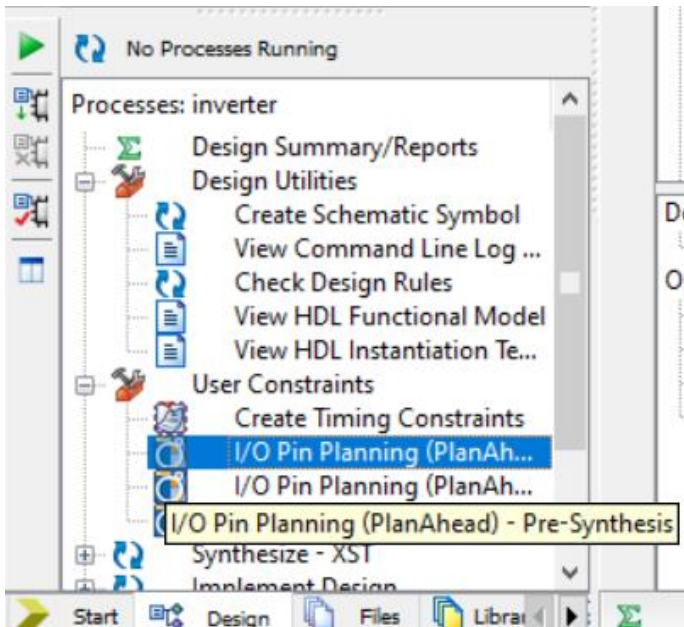 No Processes Running
Processes: inverter
Design Summary/Reports
Design Utilities
Create Schematic Symbol
View Command Line Log ...
Check Design Rules
View HDL Functional Model
View HDL Instantiation Te...
User Constraints
Create Timing Constraints
I/O Pin Planning (PlanAh...
I/O Pin Planning (PlanAh...
I/O Pin Planning (PlanAhead) - Pre-Synthesis
Synthesize - XST
Implement Design
Start Design Files